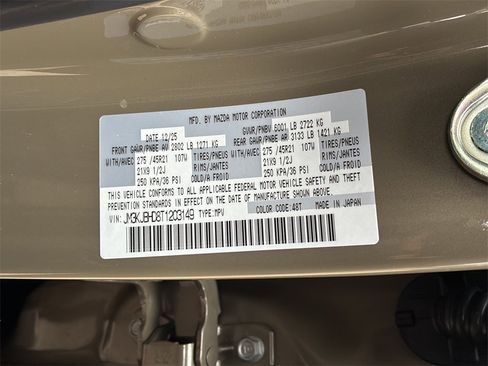 MFD. BY MAZDA MOTOR CORPORATION
DATE 12/25 GVWR/PNBV 6001 LB 2722 KG
FRONT GAWR/PNBE AV 2802 LB 1271 KG REAR GAWR/PNBE AR 3133 LB 1421 KG
WITH/AVEC 275 /45R21 107W TIRES/PNEUS WITH/AVEC 275 /45R21 107W TIRES/PNEUS
21X9 1/2J RIMS/JANTES 21X9 1/2J RIMS/JANTES
250 KPA/36 PSI COLD/A FROID 250 KPA/36 PSI COLD/A FROID
THIS VEHICLE CONFORMS TO ALL APPLICABLE FEDERAL MOTOR VEHICLE SAFETY AND THEFT
PREVENTION STANDARDS IN EFFECT ON THE DATE OF MANUFACTURE SHOWN ABOVE.
VIN: JM3KJBHD8T1203149 TYPE:MPV COLOR CODE:48T MADE IN JAPAN